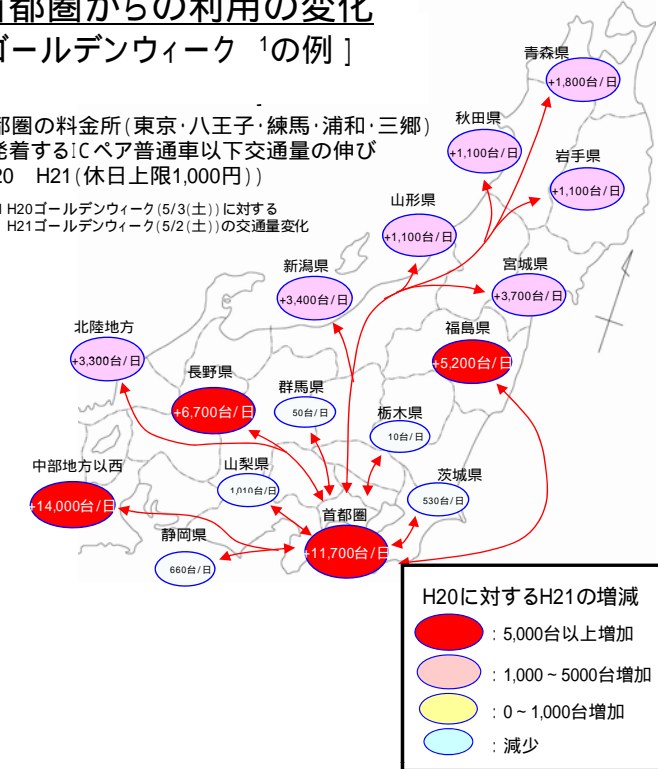 首都圏からの利用の変化
ゴールデンウィーク ¹の例 ]
都圏の料金所(東京・八王子・練馬・浦和・三郷)
発着するICペア普通車以下交通量の伸び
20 H21(休日上限1,000円))
1 H20ゴールデンウィーク(5/3(土))に対する
H21ゴールデンウィーク(5/2(土))の交通量変化
青森県
+1,800台/日
秋田県
+1,100台/日
岩手県
+1,100台/日
山形県
+1,100台/日
宮城県
+3,700台/日
新潟県
+3,400台/日
福島県
+5,200台/日
北陸地方
+3,300台/日
長野県
+6,700台/日
群馬県
50台/日
栃木県
10台/日
中部地方以西
+14,000台/日
山梨県
1,010台/日
茨城県
530台/日
首都圏
+11,700台/日
静岡県
660台/日
H20に対するH21の増減
: 5,000台以上増加
: 1,000~5000台増加
: 0~1,000台増加
: 減少